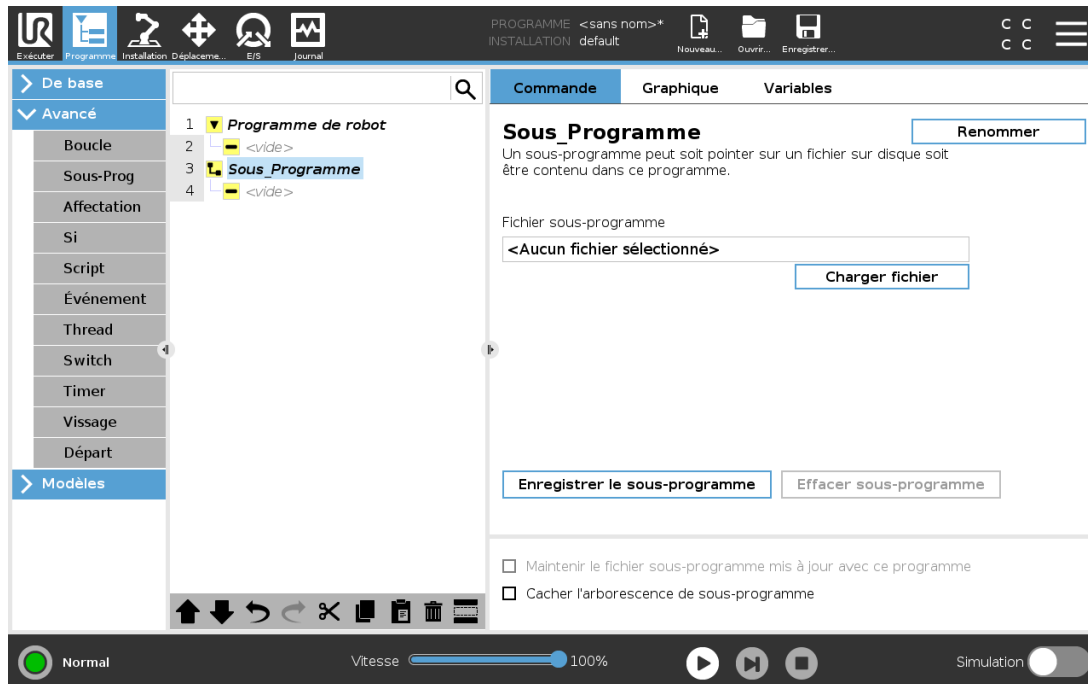 UR
PROGRAMME <sans nom>*
INSTALLATION default
Exécuter
Programme
Installation
Déplaceme...
E/S
Journal
Nouveau...
Ouvrir...
Enregistrer...
C C
C C
De base
Avancé
Boucle
Sous-Prog
Affectation
Si
Script
Événement
Thread
Switch
Timer
Vissage
Départ
Modèles
1 Programme de robot
2 <vide>
3 Sous_Programme
4 <vide>
Commande
Graphique
Variables
Sous_Programme
Renommer
Un sous-programme peut soit pointer sur un fichier sur disque soit
être contenu dans ce programme.
Fichier sous-programme
<Aucun fichier sélectionné>
Charger fichier
Enregistrer le sous-programme
Effacer sous-programme
Maintenir le fichier sous-programme mis à jour avec ce programme
Cacher l'arborescence de sous-programme
Normal
Vitesse
100%
Simulation